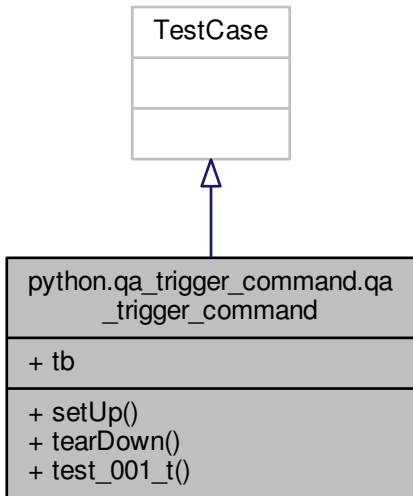 TestCase
python.qa_trigger_command.qa
_trigger_command
+ tb
+ setUp()
+ tearDown()
+ test_001_t()